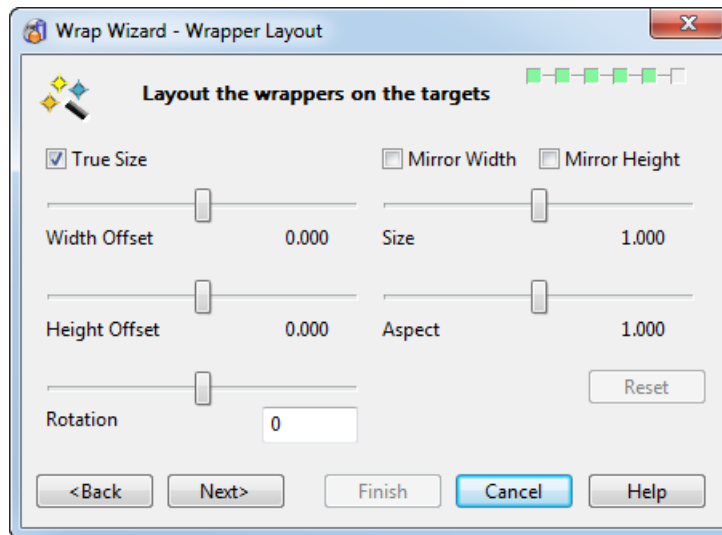 Wrap Wizard - Wrapper Layout
Layout the wrappers on the targets
True Size
Mirror Width
Mirror Height
Width Offset 0.000
Size 1.000
Height Offset 0.000
Aspect 1.000
Reset
Rotation 0
<Back Next> Finish Cancel Help